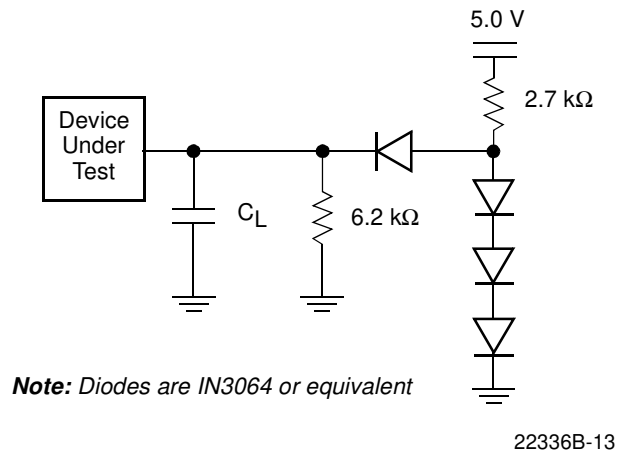 5.0 V
2.7 kΩ
Device
Under
Test
CL
6.2 kΩ
Note: Diodes are IN3064 or equivalent
22336B-13